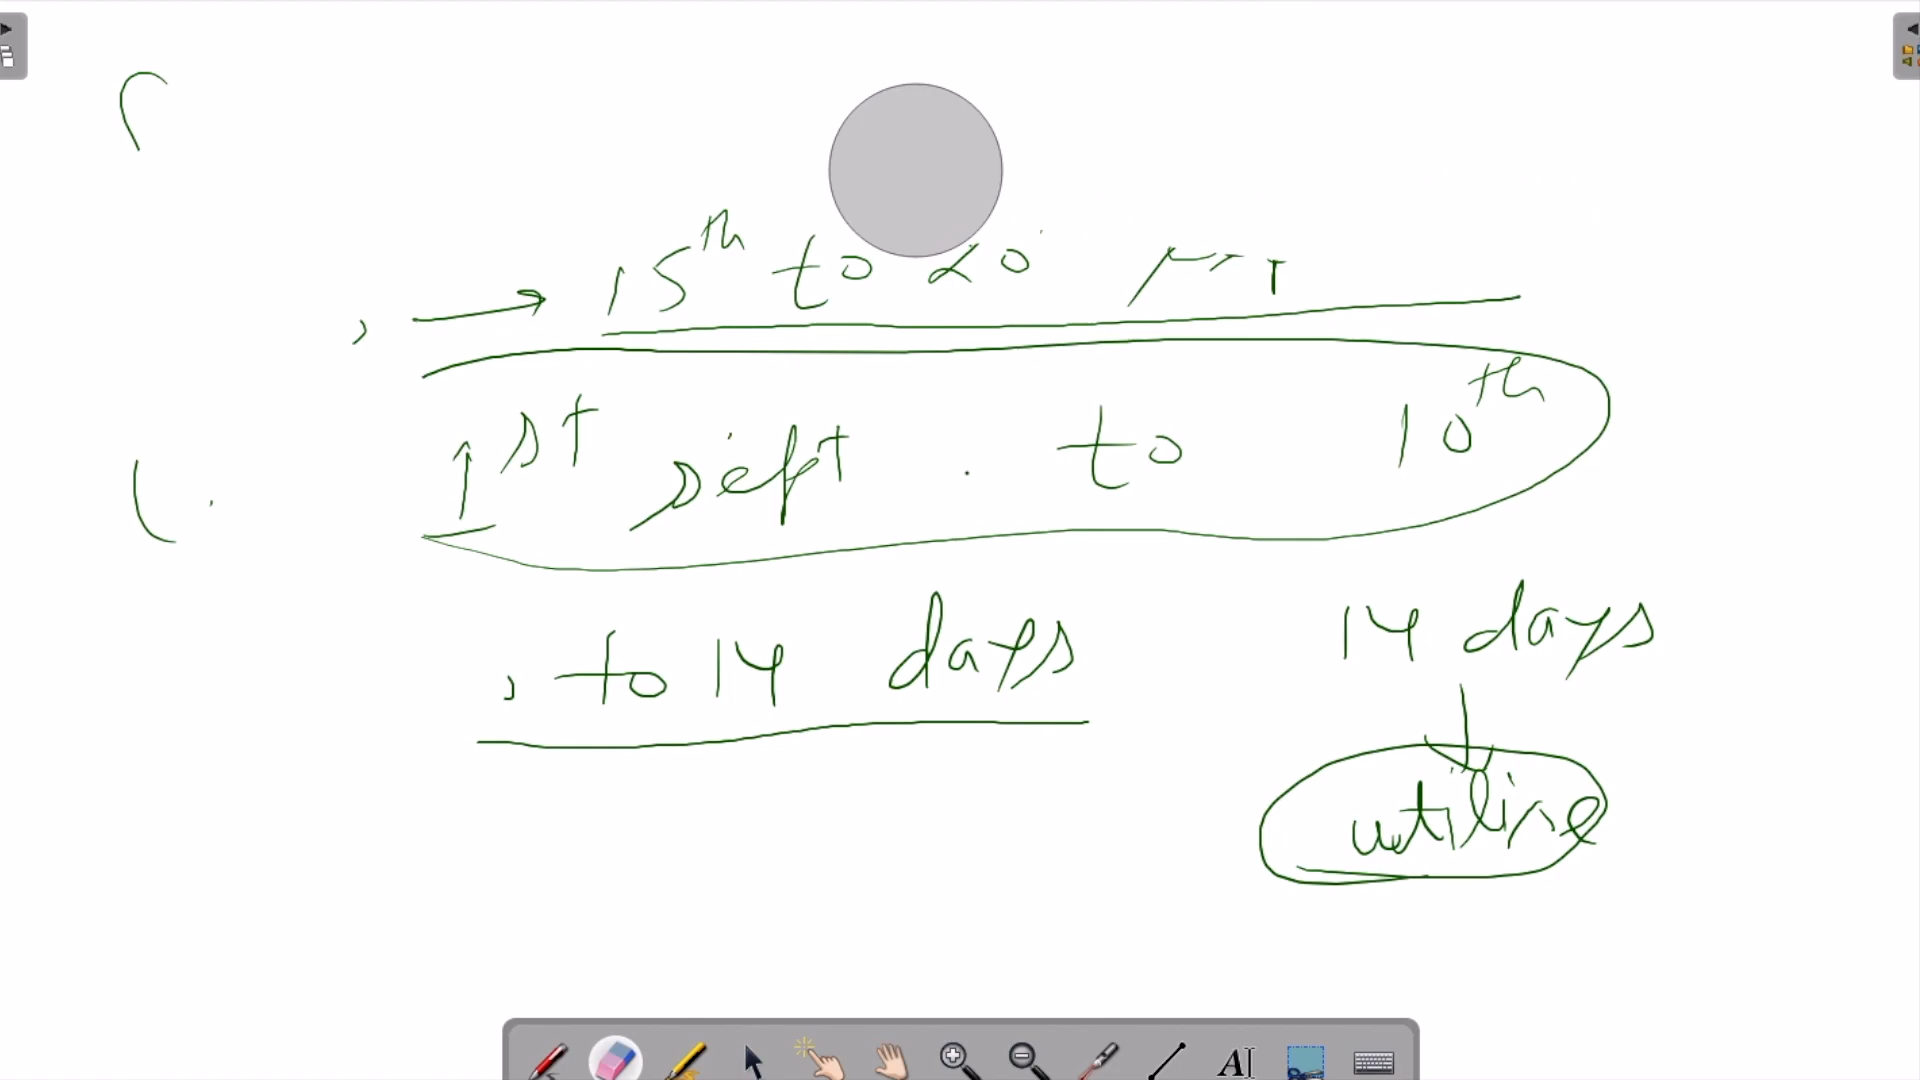 15th to 20
1st sept. to 10th
to 14 days
14 days
utilise